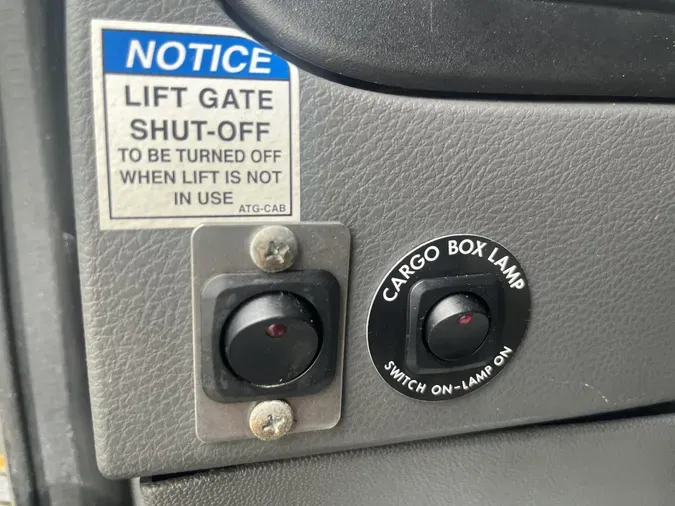 NOTICE
LIFT GATE
SHUT-OFF
TO BE TURNED OFF
WHEN LIFT IS NOT
IN USE
ATG-CAB
CARGO BOX LAMP
SWITCH ON-LAMP ON